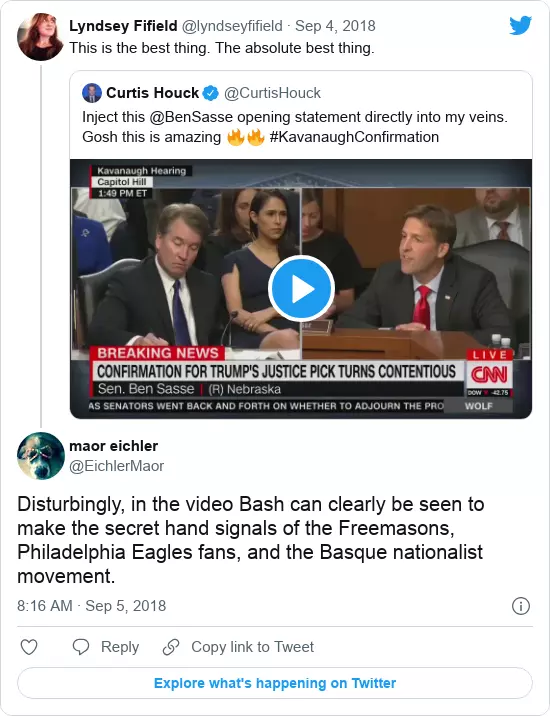 Lyndsey Fifield @lyndseyfifield · Sep 4, 2018
This is the best thing. The absolute best thing.
Curtis Houck @CurtisHouck
Inject this @BenSasse opening statement directly into my veins.
Gosh this is amazing 🔥🔥 #KavanaughConfirmation
Kavanaugh Hearing
Capitol Hill
1:49 PM ET
BREAKING NEWS
LIVE
CONFIRMATION FOR TRUMP'S JUSTICE PICK TURNS CONTENTIOUS
CNN
Sen. Ben Sasse | (R) Nebraska
DOW ▼ -42.75
AS SENATORS WENT BACK AND FORTH ON WHETHER TO ADJOURN THE PRO
WOLF
maor eichler
@EichlerMaor
Disturbingly, in the video Bash can clearly be seen to
make the secret hand signals of the Freemasons,
Philadelphia Eagles fans, and the Basque nationalist
movement.
8:16 AM · Sep 5, 2018
Reply
Copy link to Tweet
Explore what's happening on Twitter